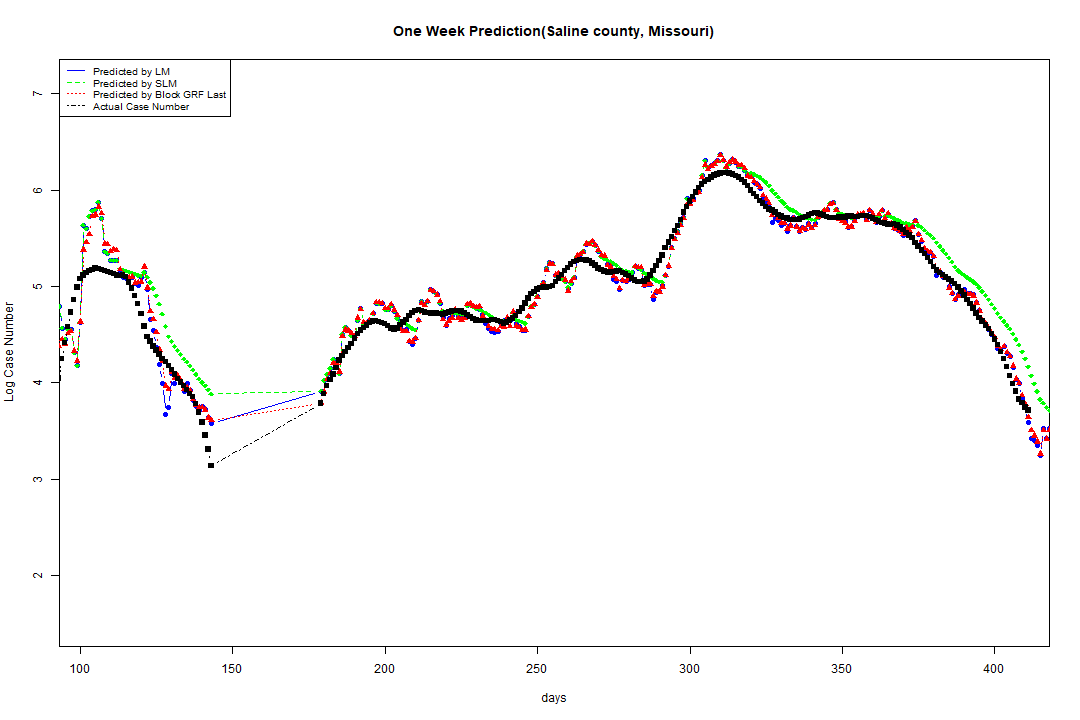 One Week Prediction(Saline county, Missouri)
Predicted by LM
Predicted by SLM
Predicted by Block GRF Last
Actual Case Number
7
6
5
4
3
2
Log Case Number
100 150 200 250 300 350 400
days